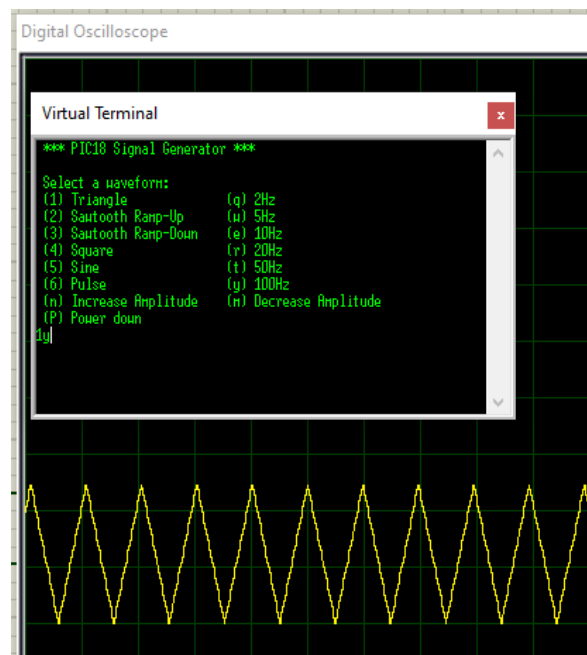 Digital Oscilloscope
Virtual Terminal
x
*** PIC18 Signal Generator ***
Select a waveform:
(1) Triangle (q) 2Hz
(2) Sawtooth Ramp-Up (w) 5Hz
(3) Sawtooth Ramp-Down (e) 10Hz
(4) Square (r) 20Hz
(5) Sine (t) 50Hz
(6) Pulse (y) 100Hz
(n) Increase Amplitude (m) Decrease Amplitude
(P) Power down
1y